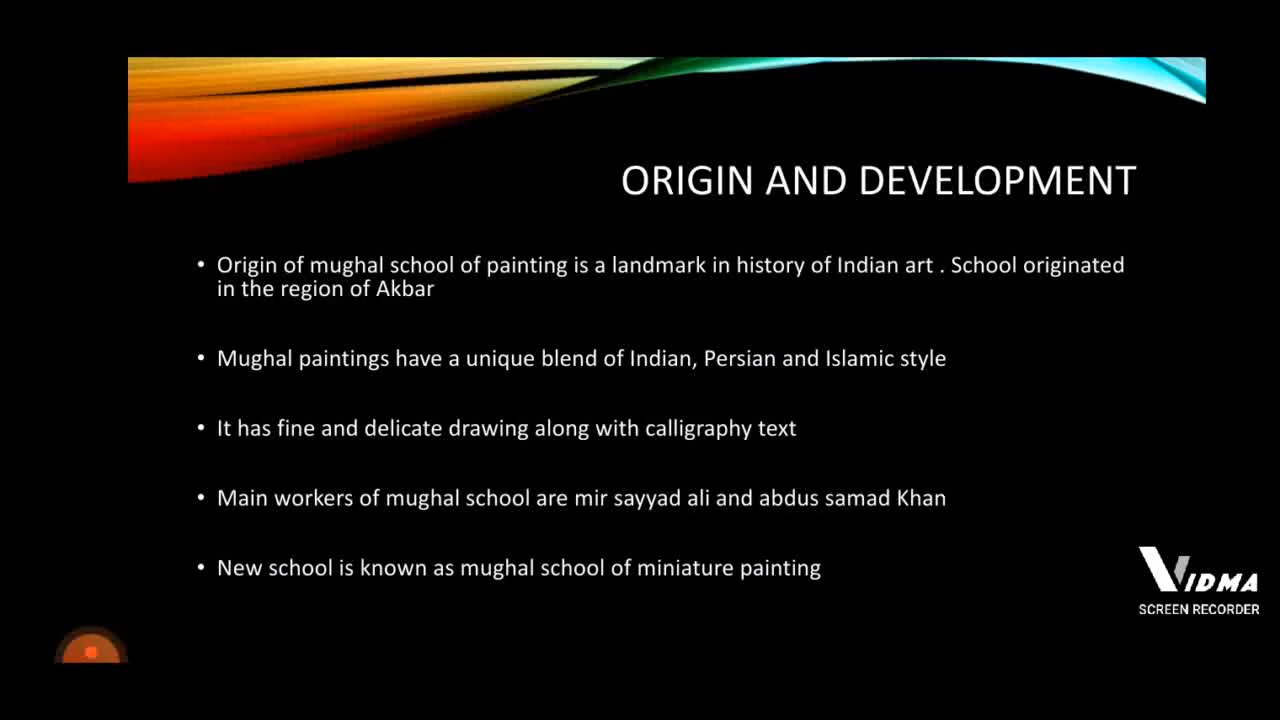 ORIGIN AND DEVELOPMENT
• Origin of mughal school of painting is a landmark in history of Indian art . School originated
in the region of Akbar
• Mughal paintings have a unique blend of Indian, Persian and Islamic style
• It has fine and delicate drawing along with calligraphy text
• Main workers of mughal school are mir sayyad ali and abdus samad Khan
• New school is known as mughal school of miniature painting
VIDMA
SCREEN RECORDER